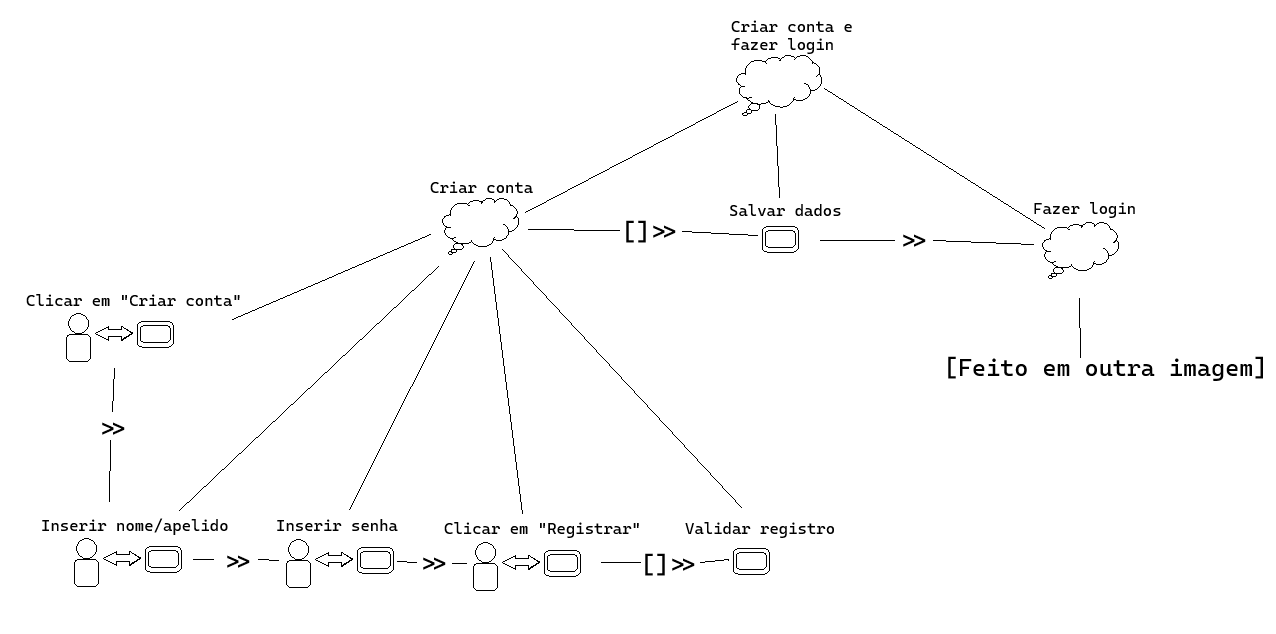 Criar conta e
fazer login
Criar conta
[]>>
Salvar dados
>>
Fazer login
Clicar em "Criar conta"
[Feito em outra imagem]
>>
Inserir nome/apelido
>>
Inserir senha
>>
Clicar em "Registrar"
[]>>
Validar registro